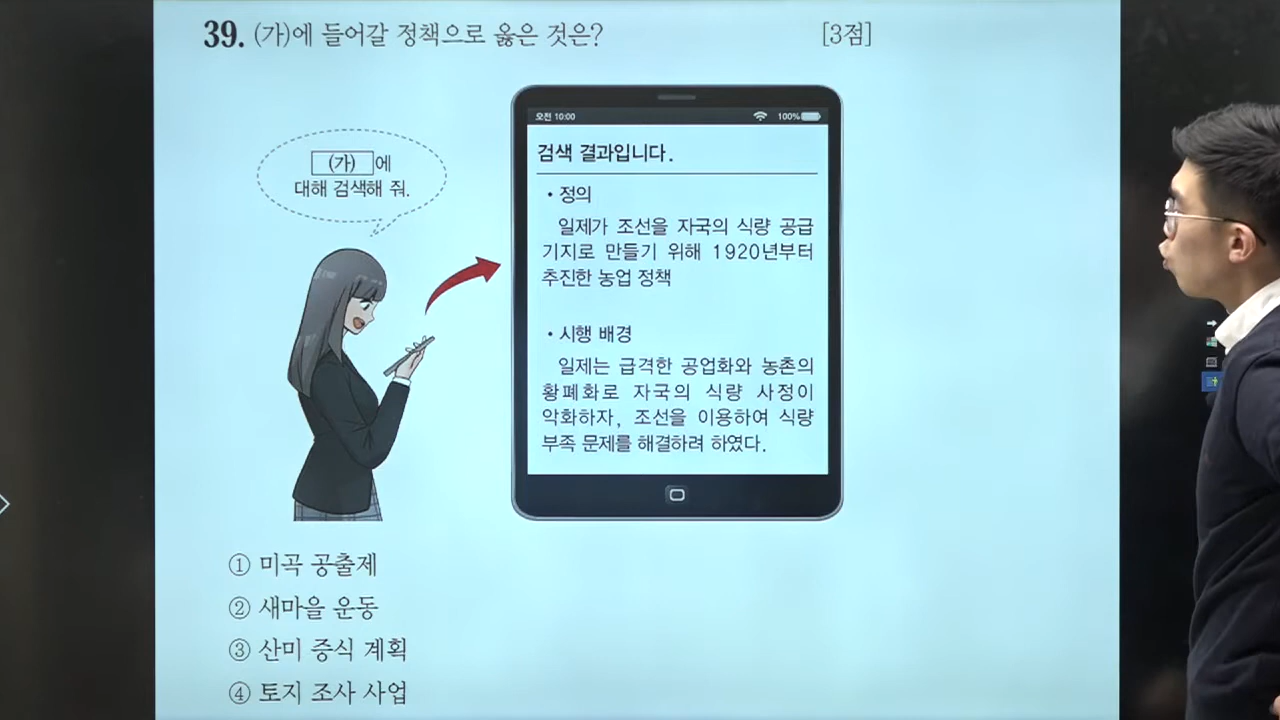 39. (가)에 들어갈 정책으로 옳은 것은? [3점]
(가) 에
대해 검색해 줘.
오전 10:00 100%
검색 결과입니다.
• 정의
일제가 조선을 자국의 식량 공급
기지로 만들기 위해 1920년부터
추진한 농업 정책
• 시행 배경
일제는 급격한 공업화와 농촌의
황폐화로 자국의 식량 사정이
악화하자, 조선을 이용하여 식량
부족 문제를 해결하려 하였다.
① 미곡 공출제
② 새마을 운동
③ 산미 증식 계획
④ 토지 조사 사업